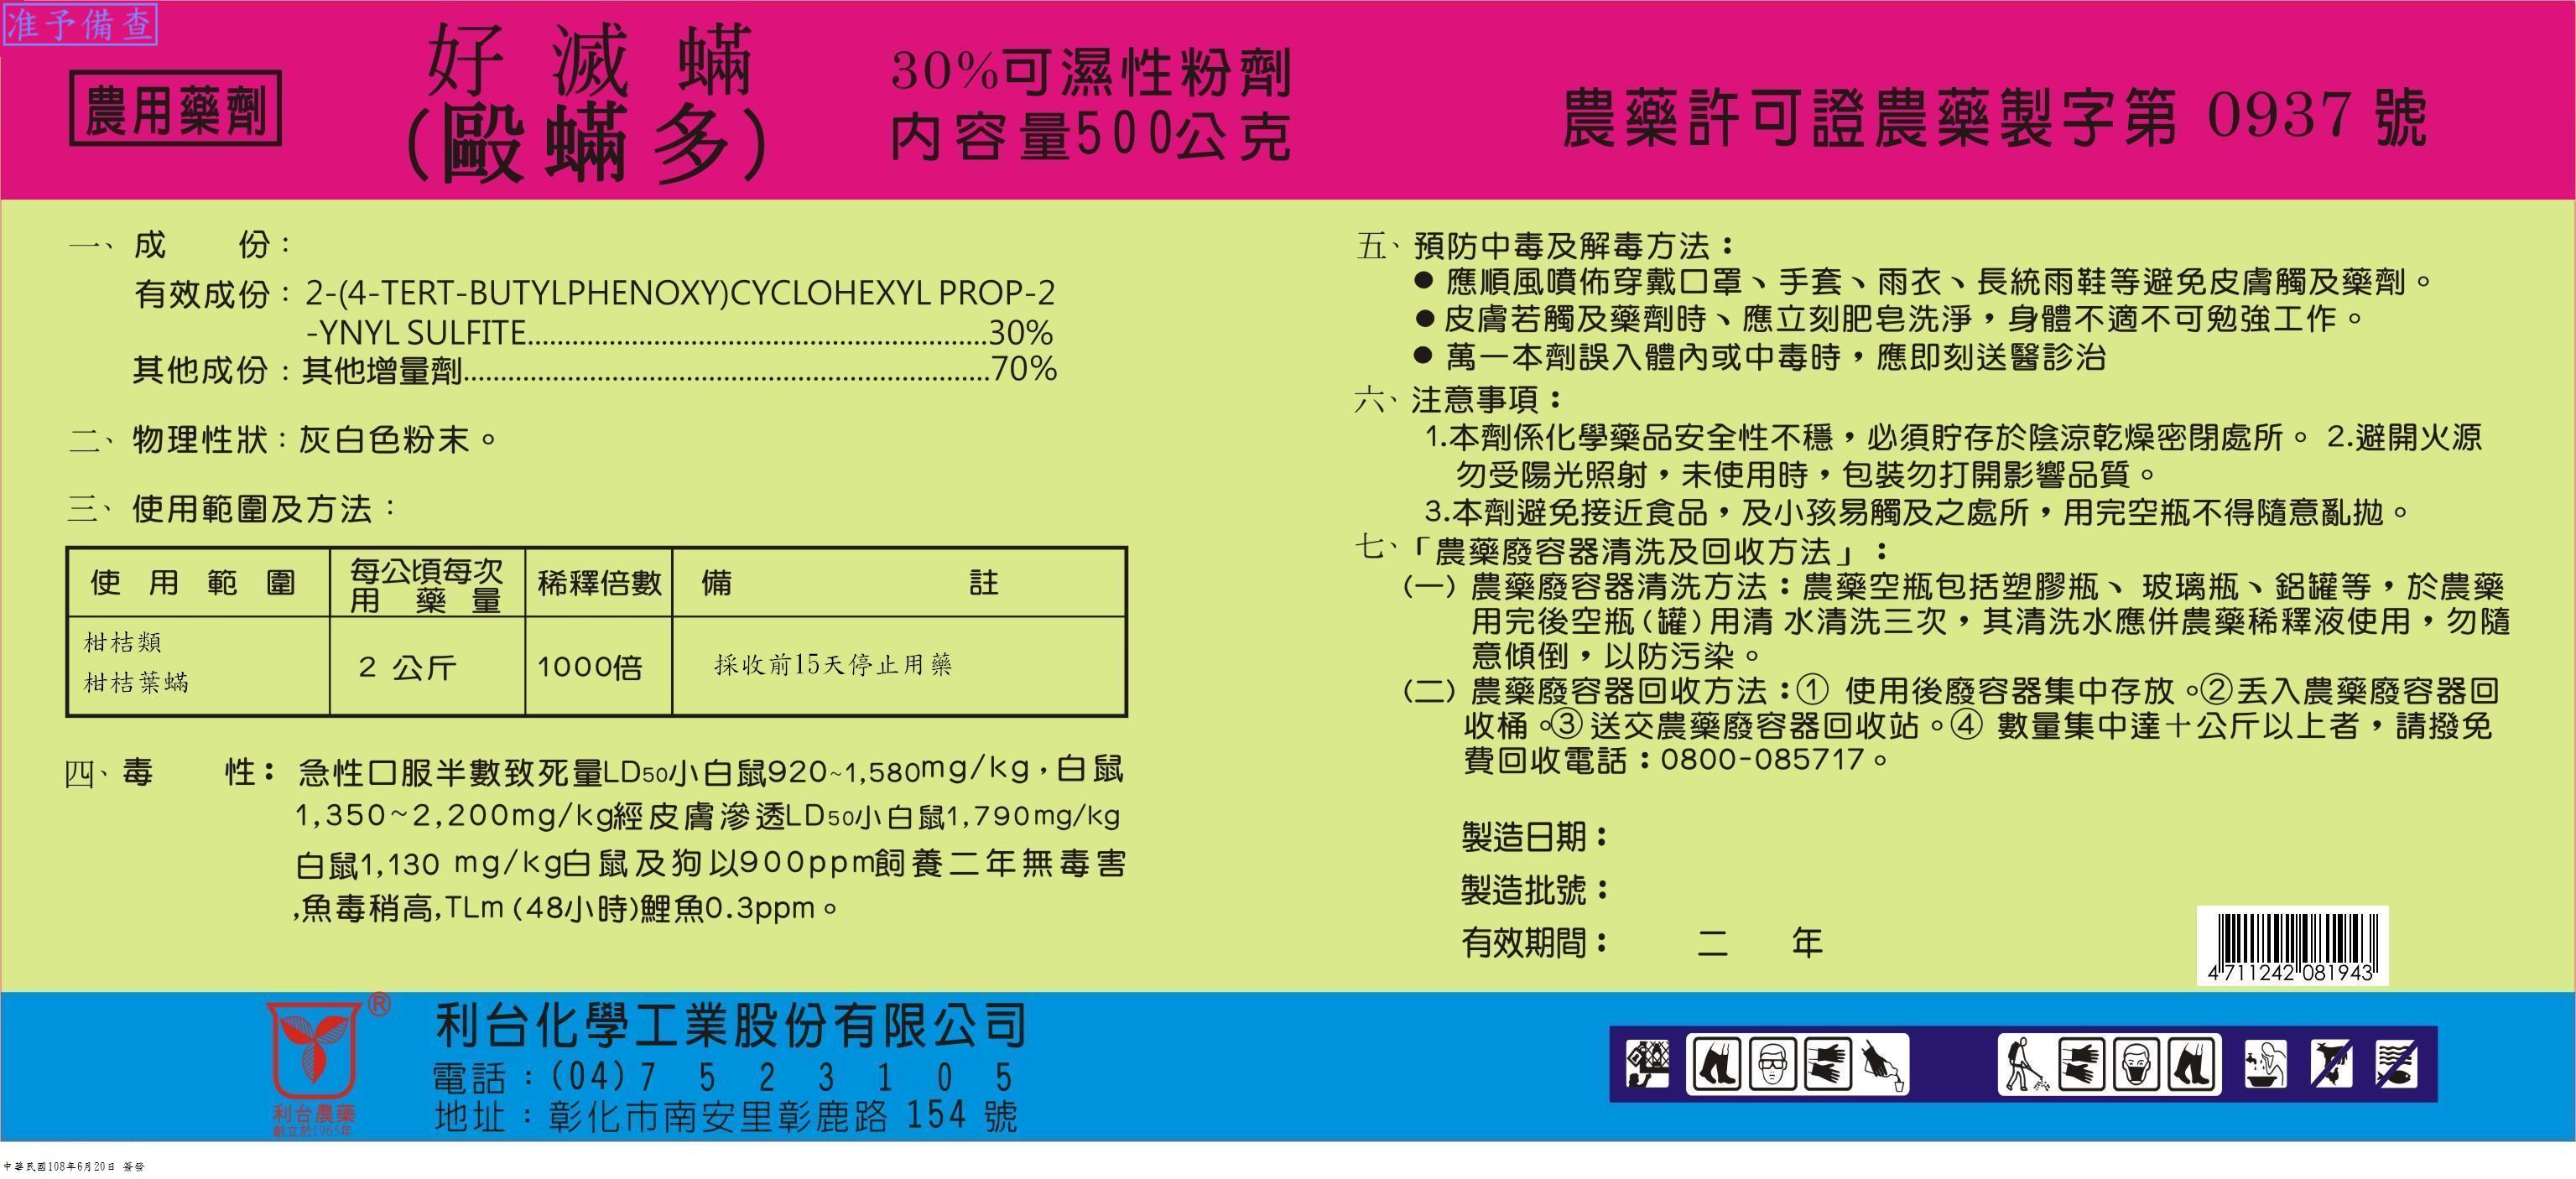 准予備查
農用藥劑
好滅蟎
(毆蟎多)
30%可濕性粉劑
內容量500公克
農藥許可證農藥製字第 0937 號
一、成 份：
有效成份：2-(4-TERT-BUTYLPHENOXY)CYCLOHEXYL PROP-2
-YNYL SULFITE..............................................................30%
其他成份：其他增量劑.......................................................................70%
二、物理性狀：灰白色粉末。
三、使用範圍及方法：
使用範圍 每公頃每次用藥量 稀釋倍數 備註
柑桔類
柑桔葉蟎 2 公斤 1000倍 採收前15天停止用藥
四、毒 性：急性口服半數致死量LD50小白鼠920~1,580mg/kg，白鼠
1,350~2,200mg/kg經皮膚滲透LD50小白鼠1,790mg/kg
白鼠1,130 mg/kg白鼠及狗以900ppm飼養二年無毒害
,魚毒稍高,TLm (48小時)鯉魚0.3ppm。
五、預防中毒及解毒方法：
● 應順風噴佈穿戴口罩、手套、雨衣、長統雨鞋等避免皮膚觸及藥劑。
● 皮膚若觸及藥劑時、應立刻肥皂洗淨，身體不適不可勉強工作。
● 萬一本劑誤入體內或中毒時，應即刻送醫診治
六、注意事項：
1.本劑係化學藥品安全性不穩，必須貯存於陰涼乾燥密閉處所。2.避開火源
勿受陽光照射，未使用時，包裝勿打開影響品質。
3.本劑避免接近食品，及小孩易觸及之處所，用完空瓶不得隨意亂拋。
七、「農藥廢容器清洗及回收方法」：
(一) 農藥廢容器清洗方法：農藥空瓶包括塑膠瓶、 玻璃瓶、鋁罐等，於農藥
用完後空瓶(罐)用清 水清洗三次，其清洗水應併農藥稀釋液使用，勿隨
意傾倒，以防污染。
(二) 農藥廢容器回收方法：① 使用後廢容器集中存放。②丟入農藥廢容器回
收桶。③ 送交農藥廢容器回收站。④ 數量集中達十公斤以上者，請撥免
費回收電話：0800-085717。
製造日期：
製造批號：
有效期間： 二 年
4 711242 081943
®
利台農藥
創立於1965年
利台化學工業股份有限公司
電話：(04)7 5 2 3 1 0 5
地址：彰化市南安里彰鹿路 154 號
中華民國108年6月20日 簽發